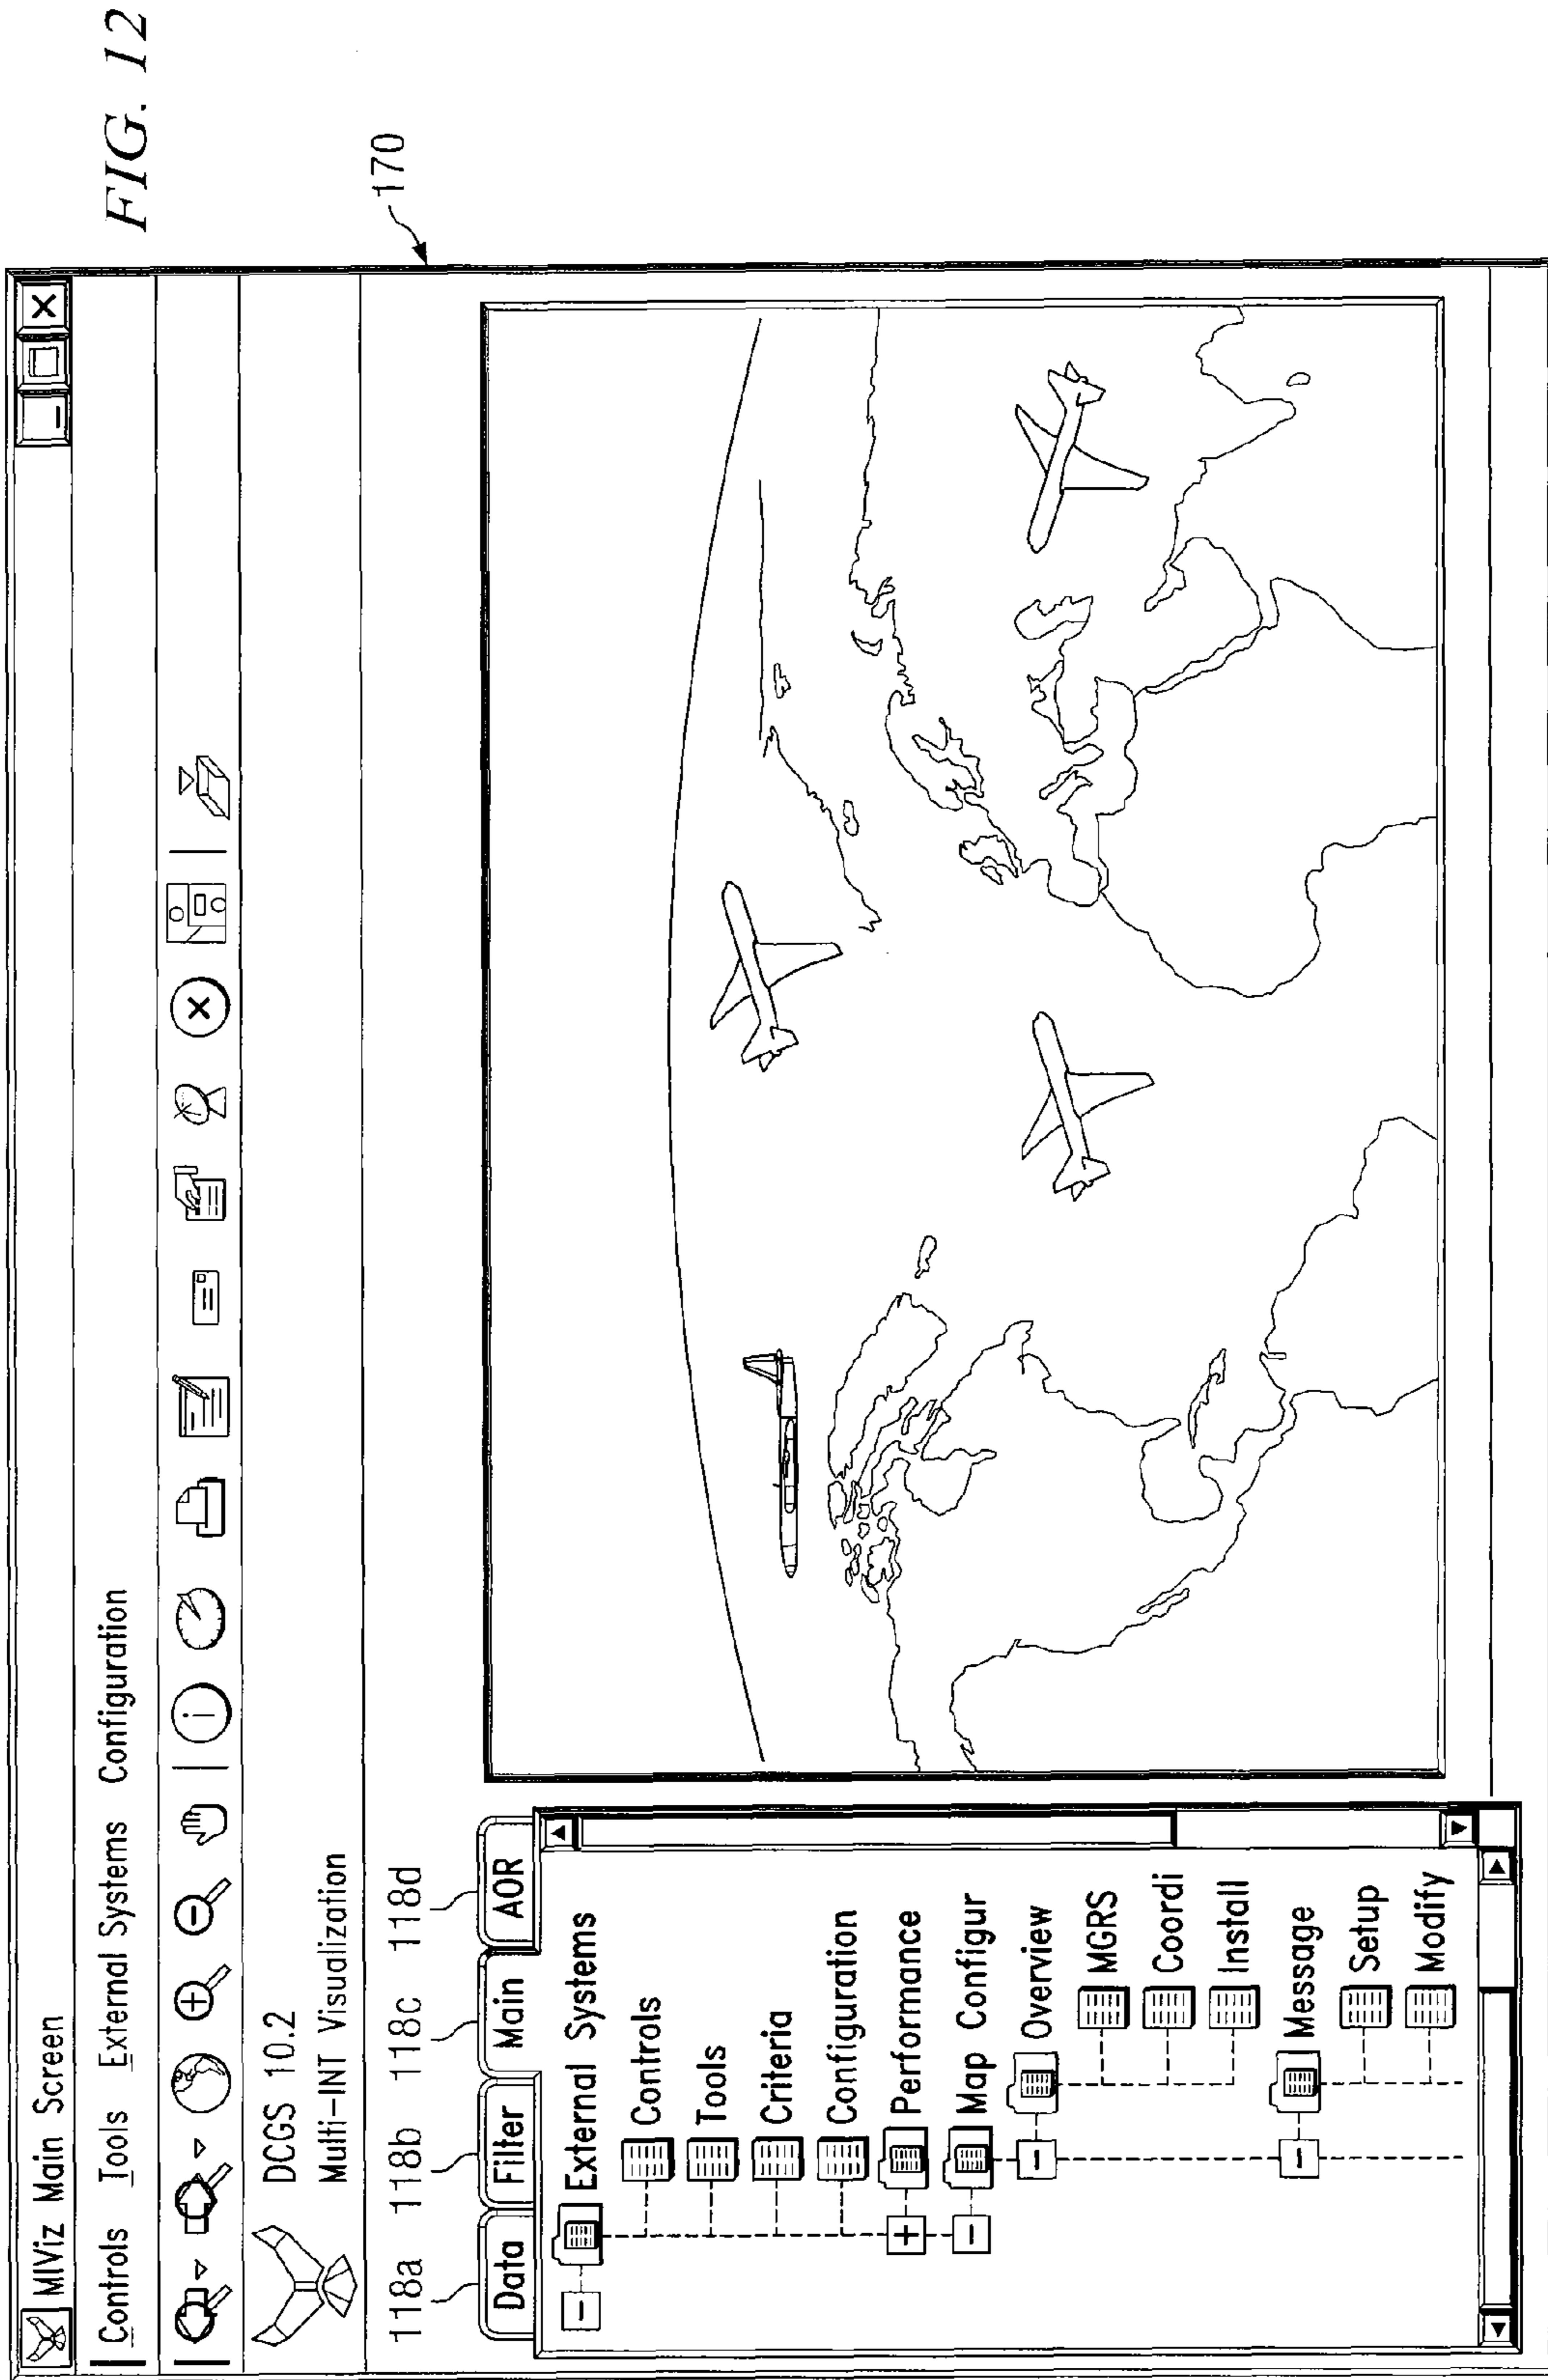 FIG. 12
170
MIViz Main Screen
Controls Tools External Systems Configuration
DCGS 10.2
Multi-INT Visualization
118a 118b 118c 118d
Data Filter Main AOR
External Systems
Controls
Tools
Criteria
Configuration
Performance
Map Configur
Overview
MGRS
Coordi
Install
Message
Setup
Modify